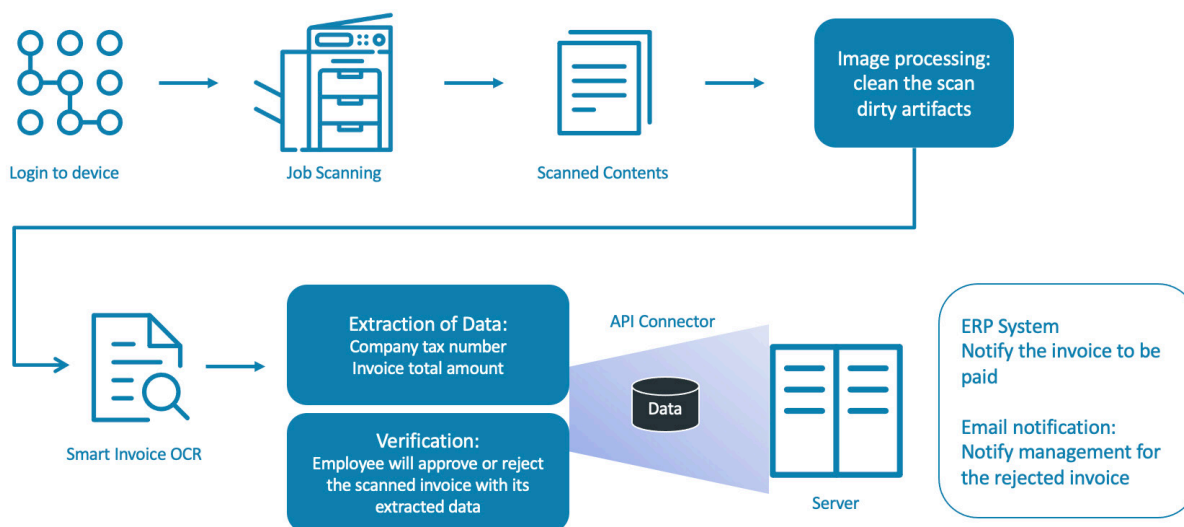 Login to device
Job Scanning
Scanned Contents
Image processing:
clean the scan
dirty artifacts
Smart Invoice OCR
Extraction of Data:
Company tax number
Invoice total amount
Verification:
Employee will approve or reject
the scanned invoice with its
extracted data
API Connector
Data
Server
ERP System
Notify the invoice to be
paid
Email notification:
Notify management for
the rejected invoice